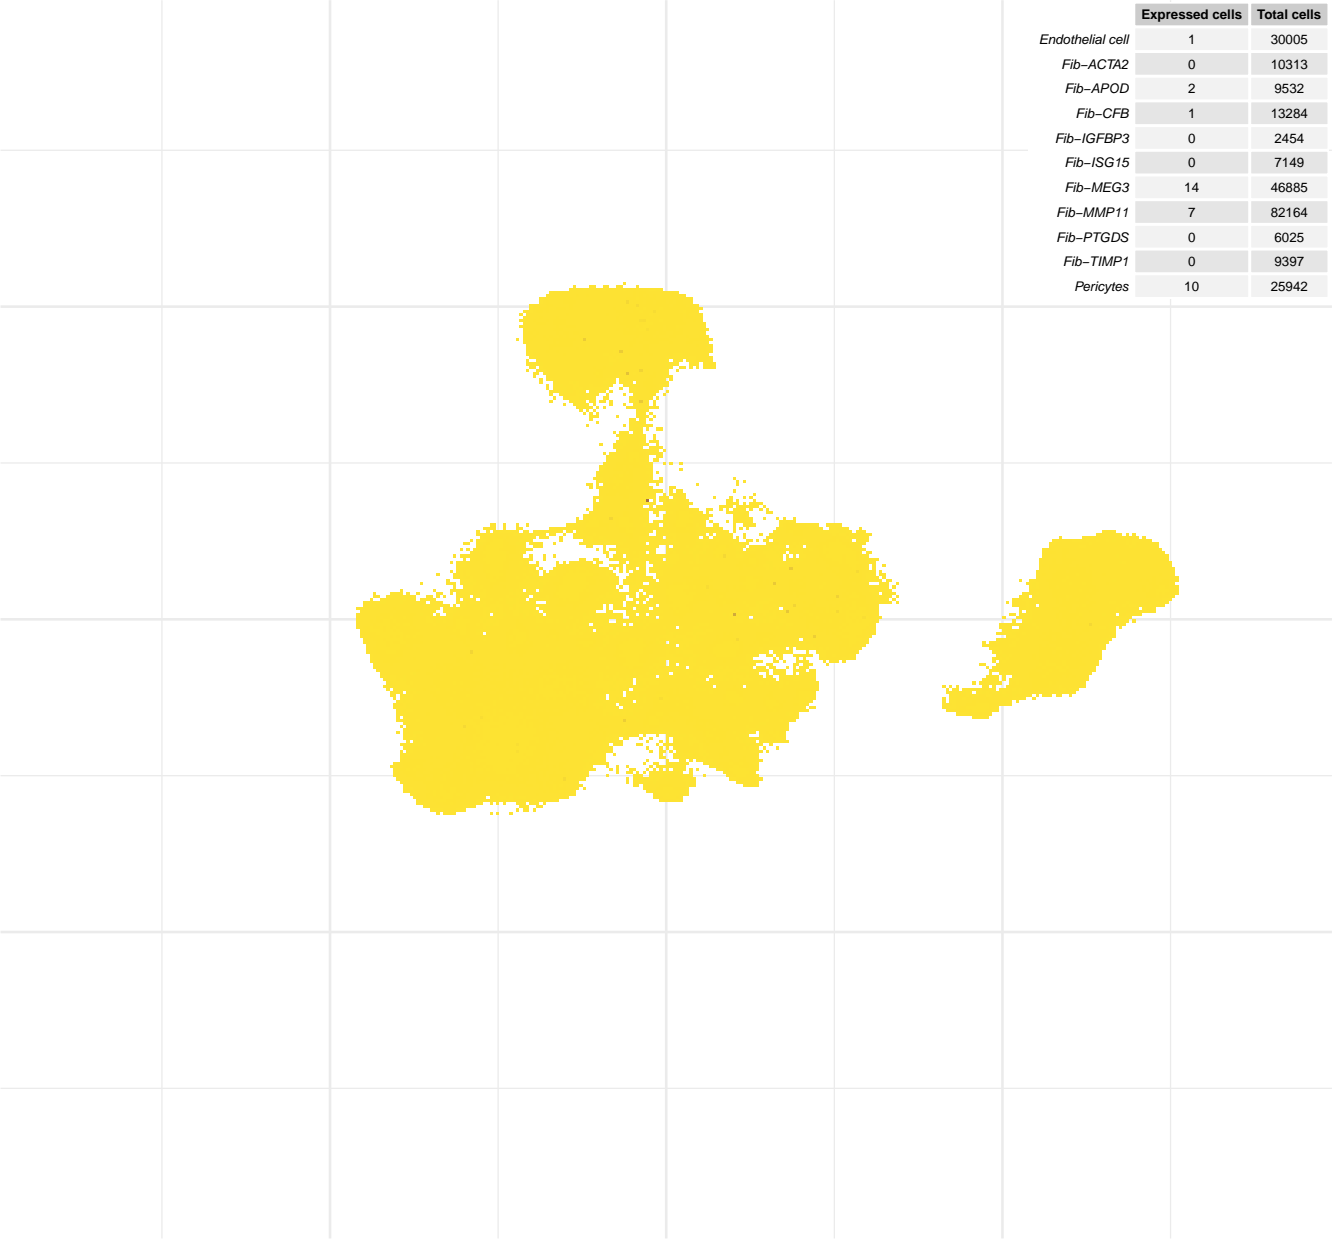 Expressed cells Total cells
Endothelial cell 1 30005
Fib−ACTA2 0 10313
Fib−APOD 2 9532
Fib−CFB 1 13284
Fib−IGFBP3 0 2454
Fib−ISG15 0 7149
Fib−MEG3 14 46885
Fib−MMP11 7 82164
Fib−PTGDS 0 6025
Fib−TIMP1 0 9397
Pericytes 10 25942